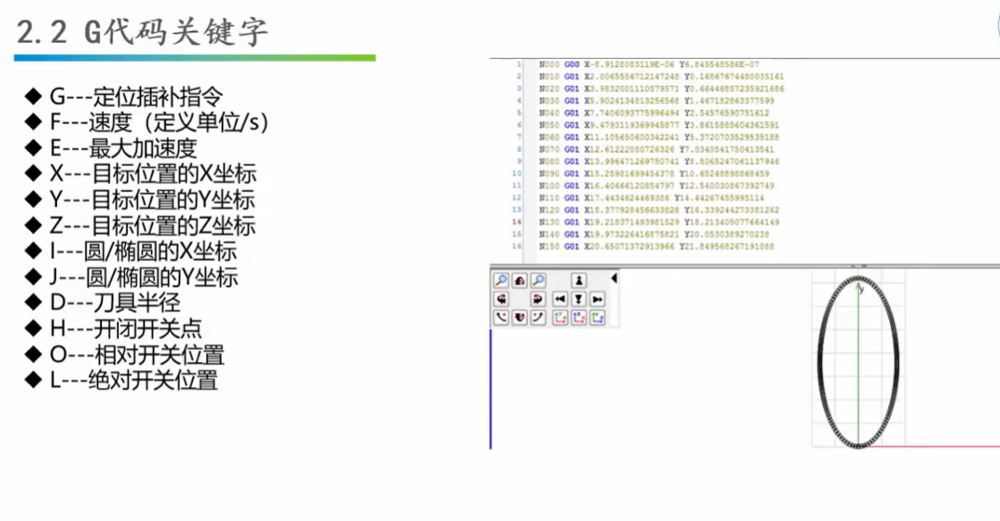 2.2 G代码关键字
◆ G---定位插补指令
◆ F---速度（定义单位/s）
◆ E---最大加速度
◆ X---目标位置的X坐标
◆ Y---目标位置的Y坐标
◆ Z---目标位置的Z坐标
◆ I---圆/椭圆的X坐标
◆ J---圆/椭圆的Y坐标
◆ D---刀具半径
◆ H---开闭开关点
◆ O---相对开关位置
◆ L---绝对开关位置
1 N000 G00 X-8.9128083119E-06 Y6.845548586E-07
2 N010 G01 X2.0065556712147248 Y0.16867674480035161
3 N020 G01 X3.9832001110579571 Y0.66446857235921686
4 N030 G01 X5.9024134813256568 Y1.467182863377599
5 N040 G01 X7.7406093775996494 Y2.54576590751612
6 N050 G01 X9.4793119369945877 Y3.8615885604361591
7 N060 G01 X11.105650600342241 Y5.3720703529535188
8 N070 G01 X12.61222080726326 Y7.0340541750413541
9 N080 G01 X13.996471269750741 Y8.8065247061137946
10 N090 G01 X15.25981699454378 Y10.65248898868459
11 N100 G01 X16.40666120854797 Y12.540030867392749
12 N110 G01 X17.4434624469386 Y14.44267455995114
13 N120 G01 X18.377928456633828 Y16.339244273381262
14 N130 G01 X19.218371493981529 Y18.213405077664149
15 N140 G01 X19.973226416875821 Y20.0530389270238
16 N150 G01 X20.65071372913966 Y21.849568267191088
y